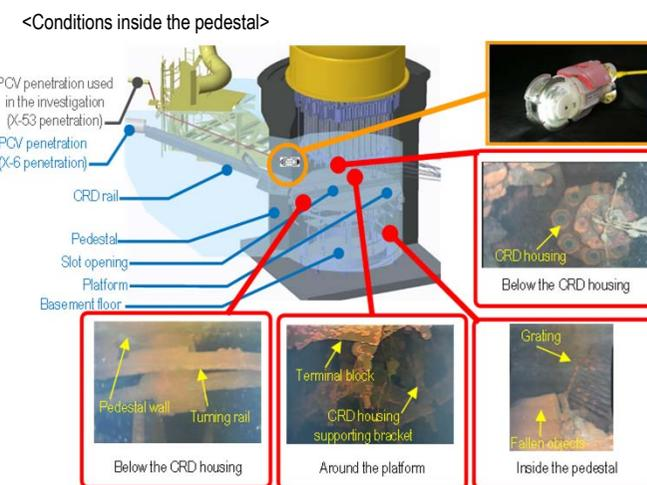 <Conditions inside the pedestal>
PCV penetration used
in the investigation
(X-53 penetration)
PCV penetration
(X-6 penetration)
CRD rail
Pedestal
Slot opening
Platform
Basement floor
CRD housing
Below the CRD housing
Pedestal wall
Turning rail
Below the CRD housing
Terminal block
CRD housing
supporting bracket
Around the platform
Grating
Fallen objects
Inside the pedestal